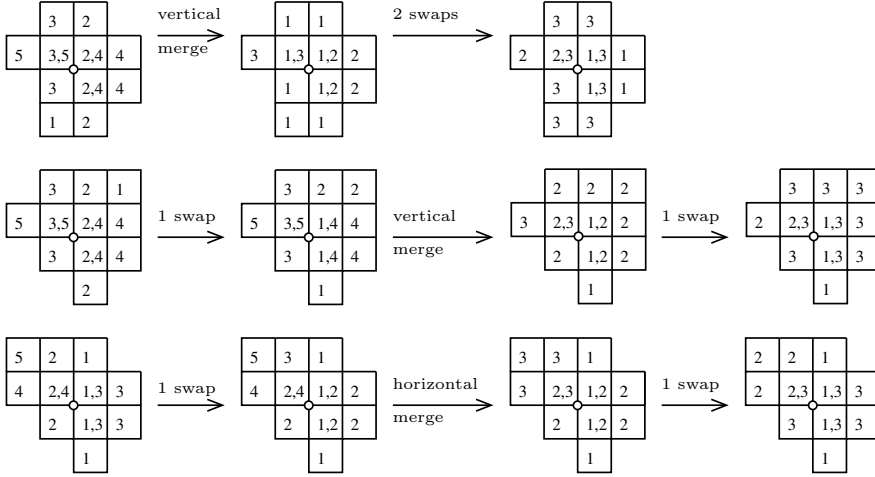 3 2 vertical 1 1 2 swaps 3 3
5 3,5 2,4 4 merge 3 1,3 1,2 2 2 2,3 1,3 1
3 2,4 4 1 1,2 2 3 1,3 1
1 2 1 1 3 3
3 2 1 3 2 2 2 2 2 3 3 3
5 3,5 2,4 4 1 swap 5 3,5 1,4 4 vertical 3 2,3 1,2 2 1 swap 2 2,3 1,3 3
3 2,4 4 3 1,4 4 merge 2 1,2 2 3 1,3 3
2 1 1 1
5 2 1 5 3 1 3 3 1 2 2 1
4 2,4 1,3 3 1 swap 4 2,4 1,2 2 horizontal 3 2,3 1,2 2 1 swap 2 2,3 1,3 3
2 1,3 3 2 1,2 2 merge 2 1,2 2 3 1,3 3
1 1 1 1